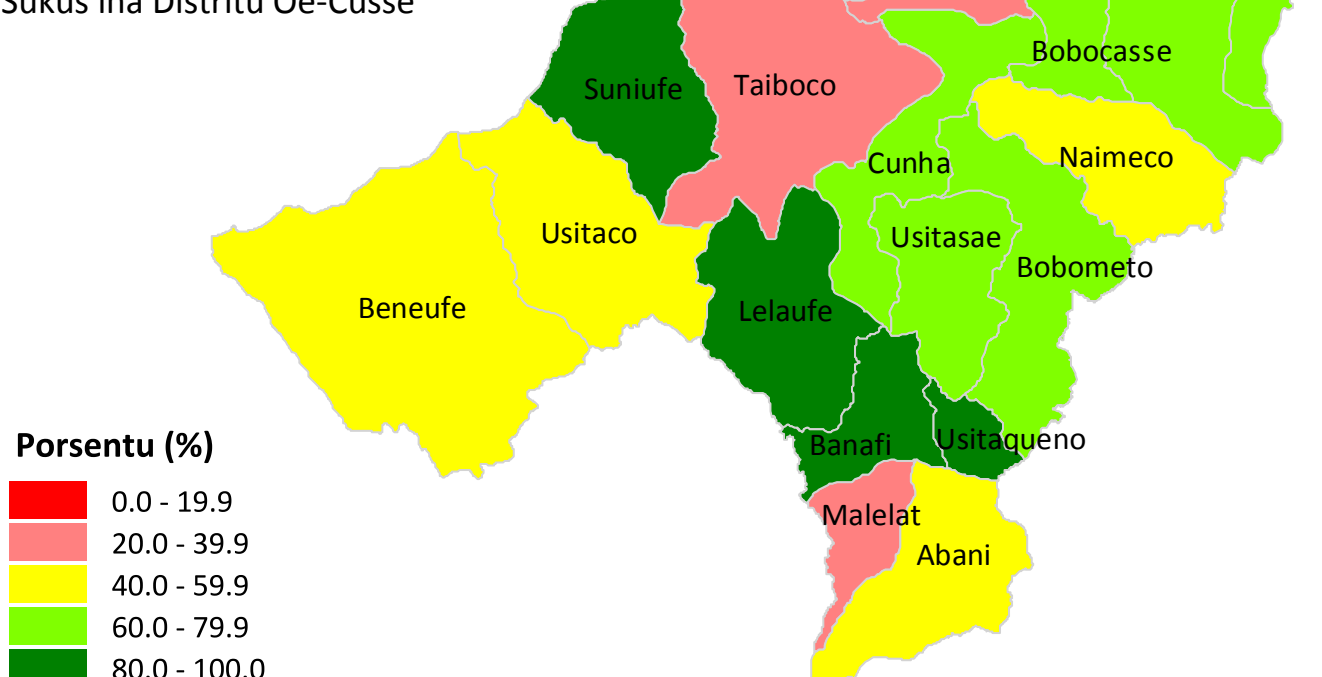 Sukus iha Distritu Oe-Cusse
Bobocasse
Suniufe
Taiboco
Naimeco
Cunha
Usitaco
Usitasae
Bobometo
Beneufe
Lelaufe
Banafi
Usitaqueno
Malelat
Abani
Porsentu (%)
0.0 - 19.9
20.0 - 39.9
40.0 - 59.9
60.0 - 79.9
80.0 - 100.0